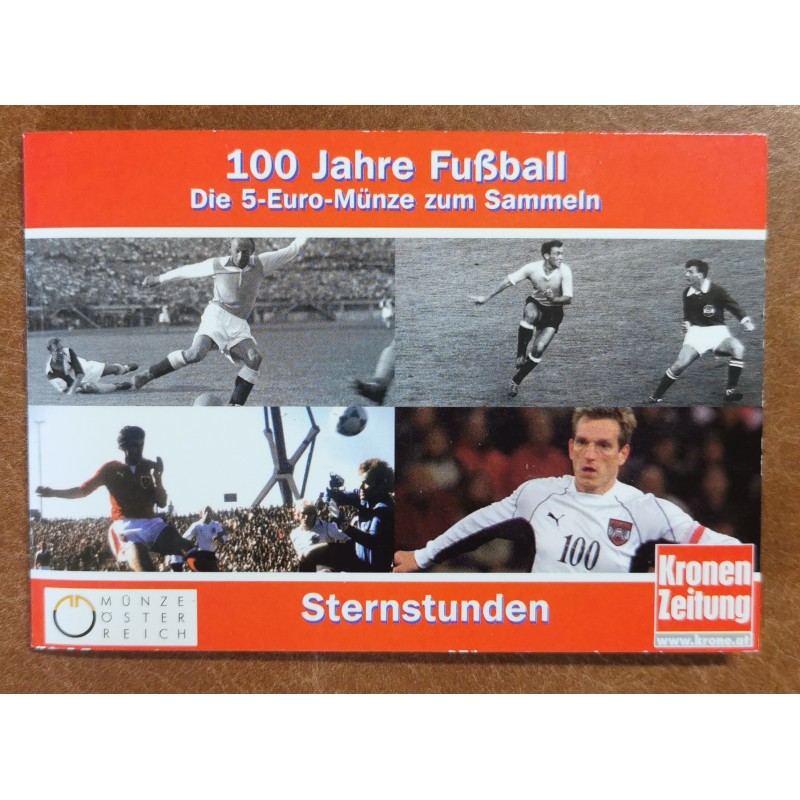 100 Jahre Fußball
Die 5-Euro-Münze zum Sammeln
100
MÜNZE
ÖSTER
REICH
Sternstunden
Kronen
Zeitung
www.krone.at